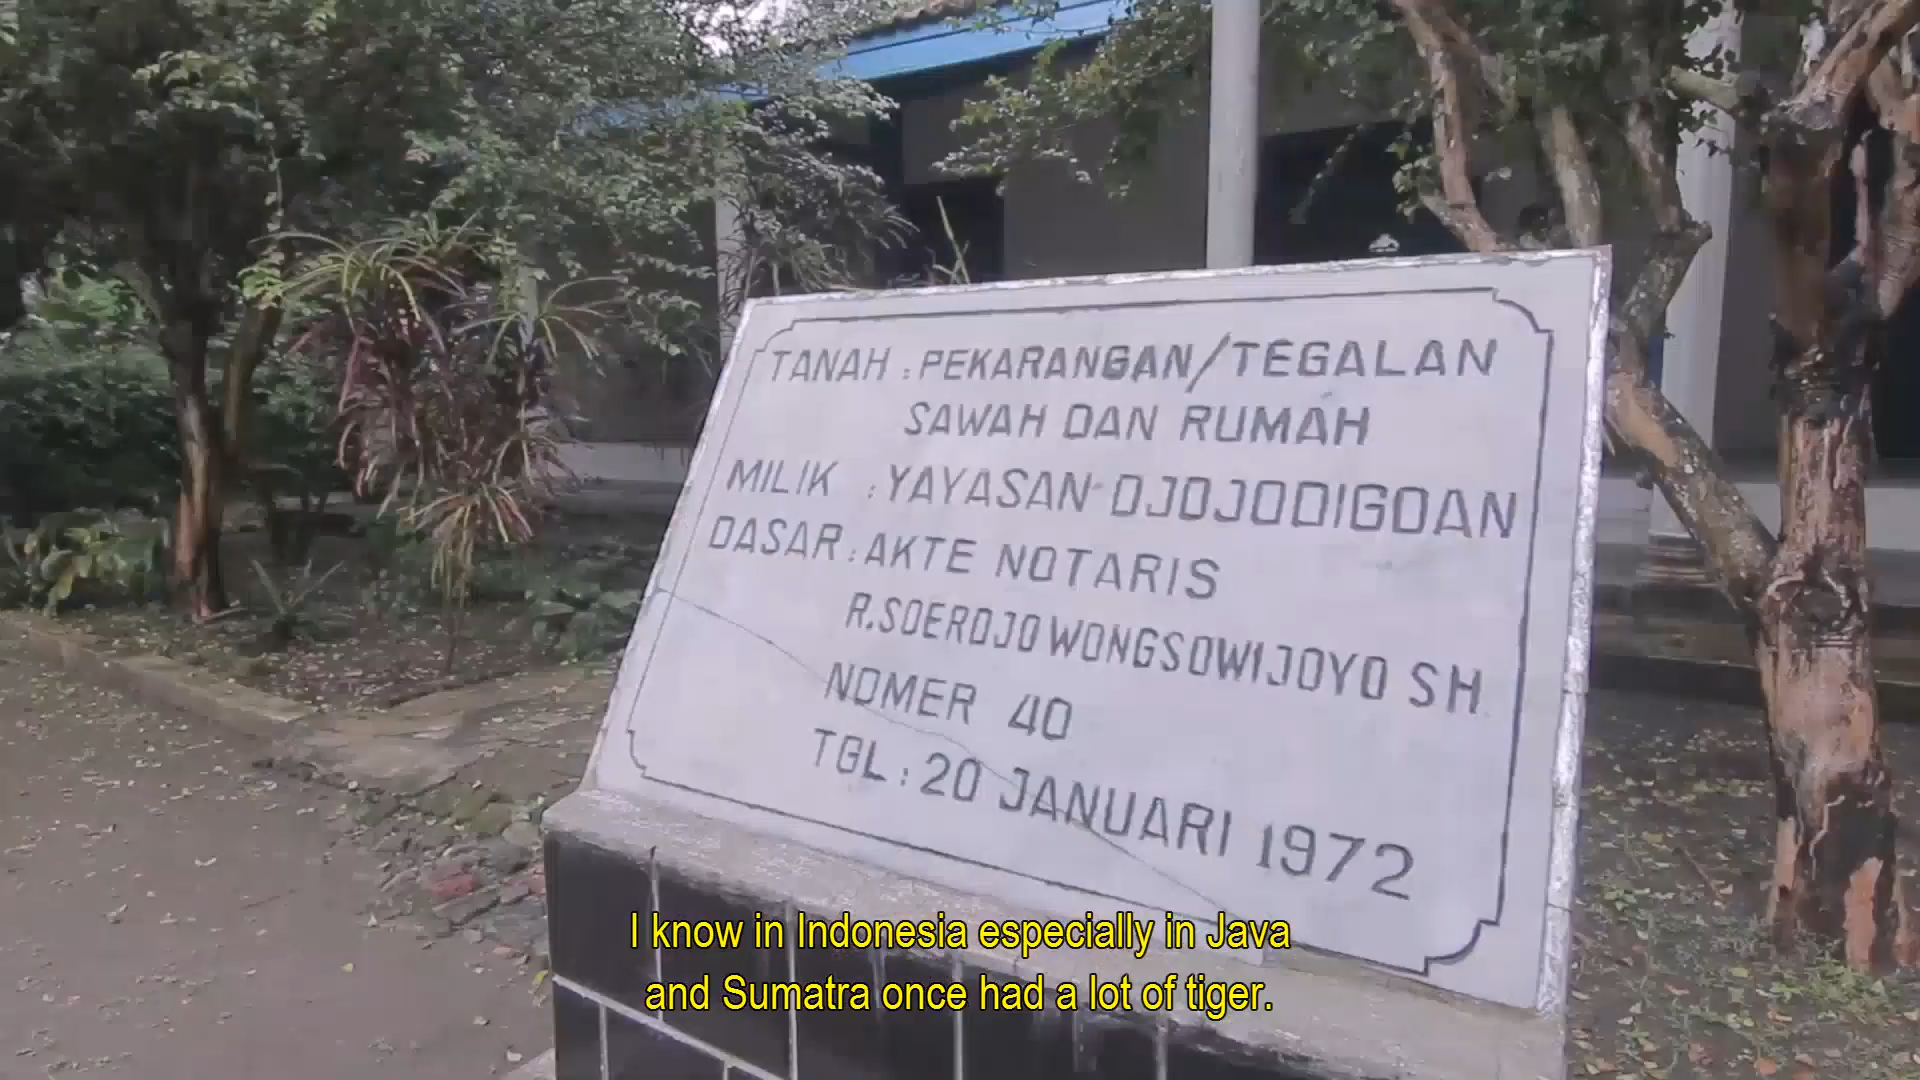 TANAH : PEKARANGAN/TEGALAN
SAWAH DAN RUMAH
MILIK : YAYASAN DJOJODIGOAN
DASAR : AKTE NOTARIS
R. SOEROJO WONGSOWIJOYO SH.
NOMER 40
TGL : 20 JANUARI 1972
I know in Indonesia especially in Java
and Sumatra once had a lot of tiger.